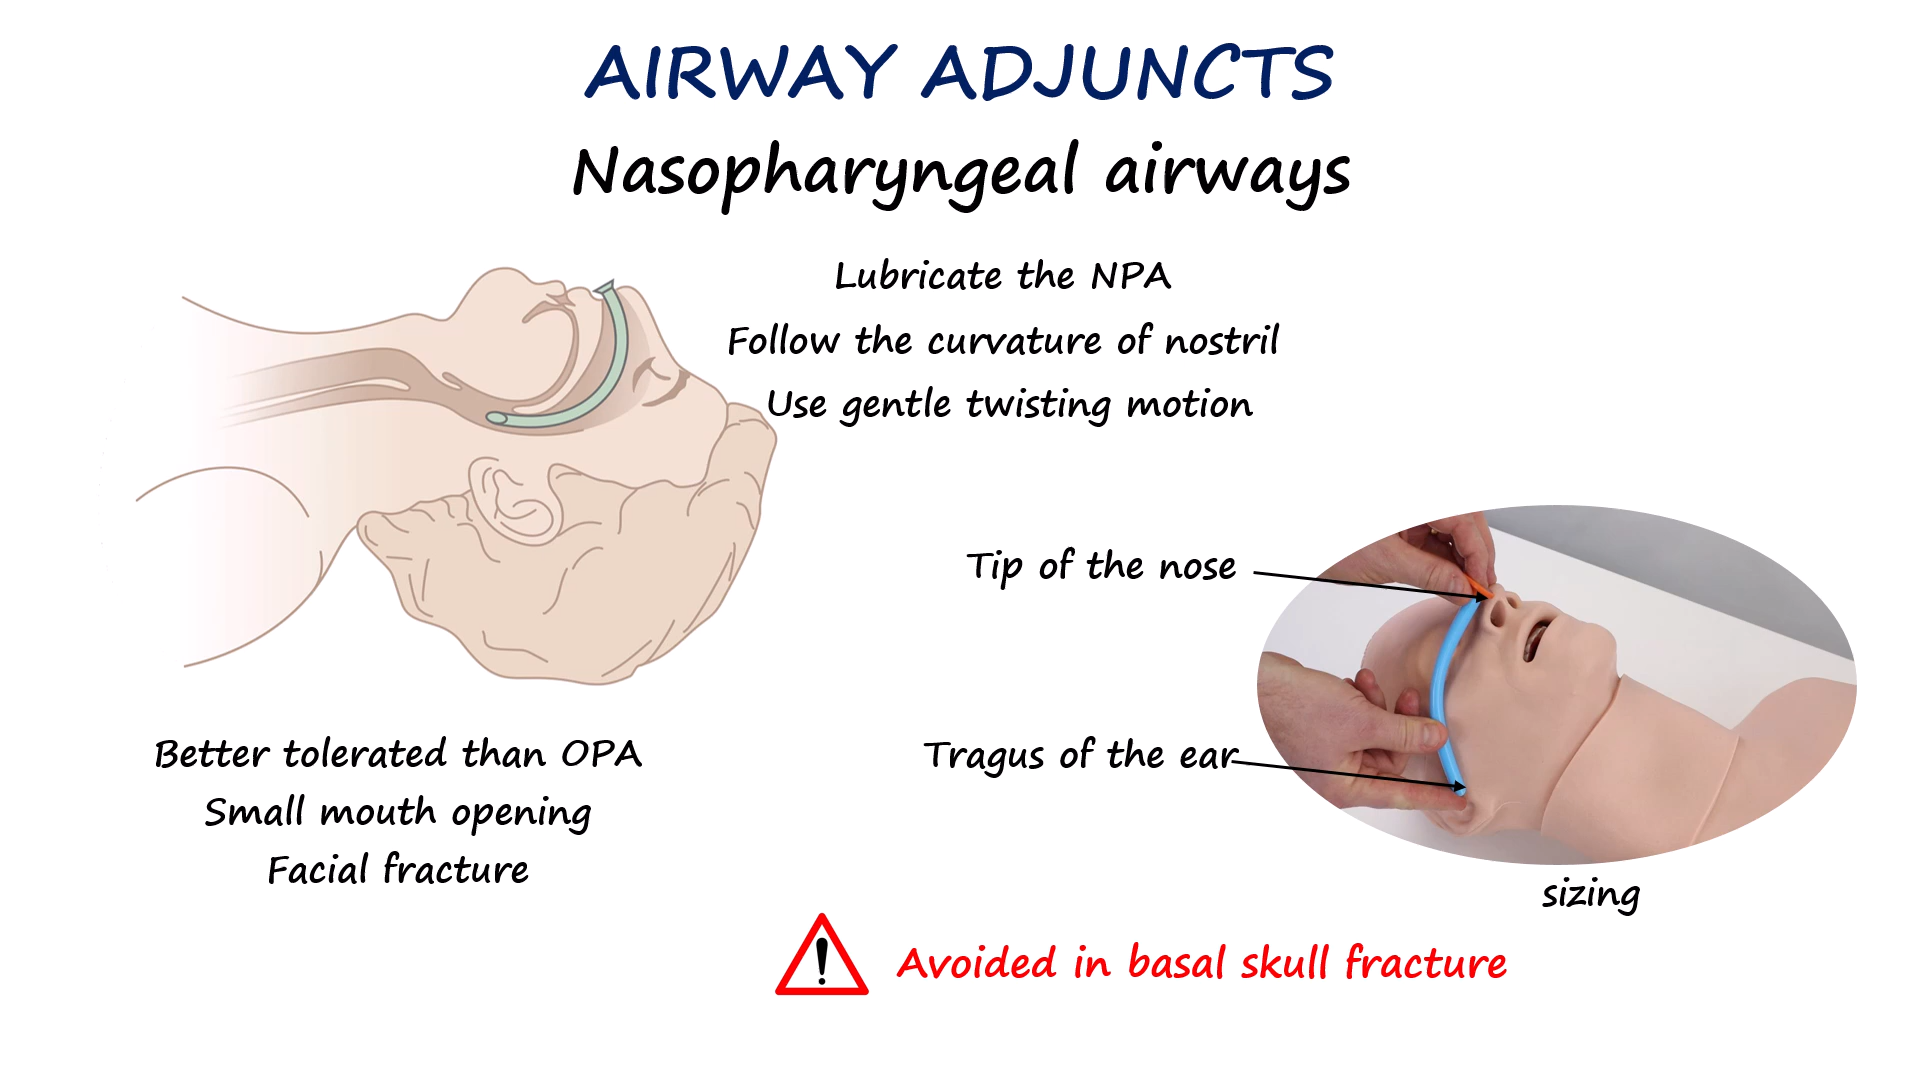 AIRWAY ADJUNCTS
Nasopharyngeal airways
Lubricate the NPA
Follow the curvature of nostril
Use gentle twisting motion
Tip of the nose
Tragus of the ear
Better tolerated than OPA
Small mouth opening
Facial fracture
sizing
Avoided in basal skull fracture